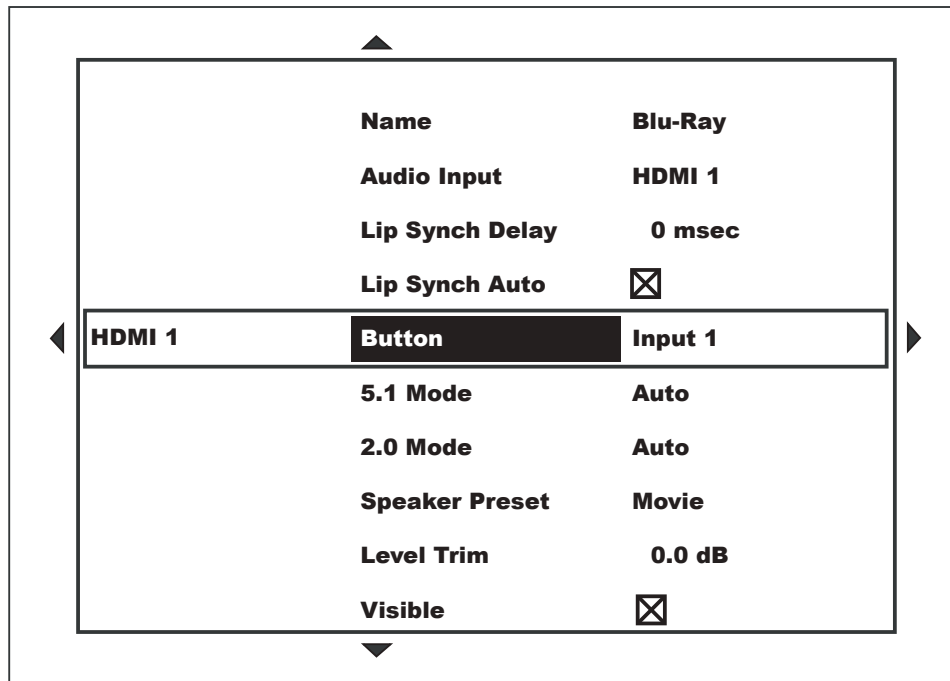 Name Blu-Ray
Audio Input HDMI 1
Lip Synch Delay 0 msec
Lip Synch Auto
HDMI 1 Button Input 1
5.1 Mode Auto
2.0 Mode Auto
Speaker Preset Movie
Level Trim 0.0 dB
Visible